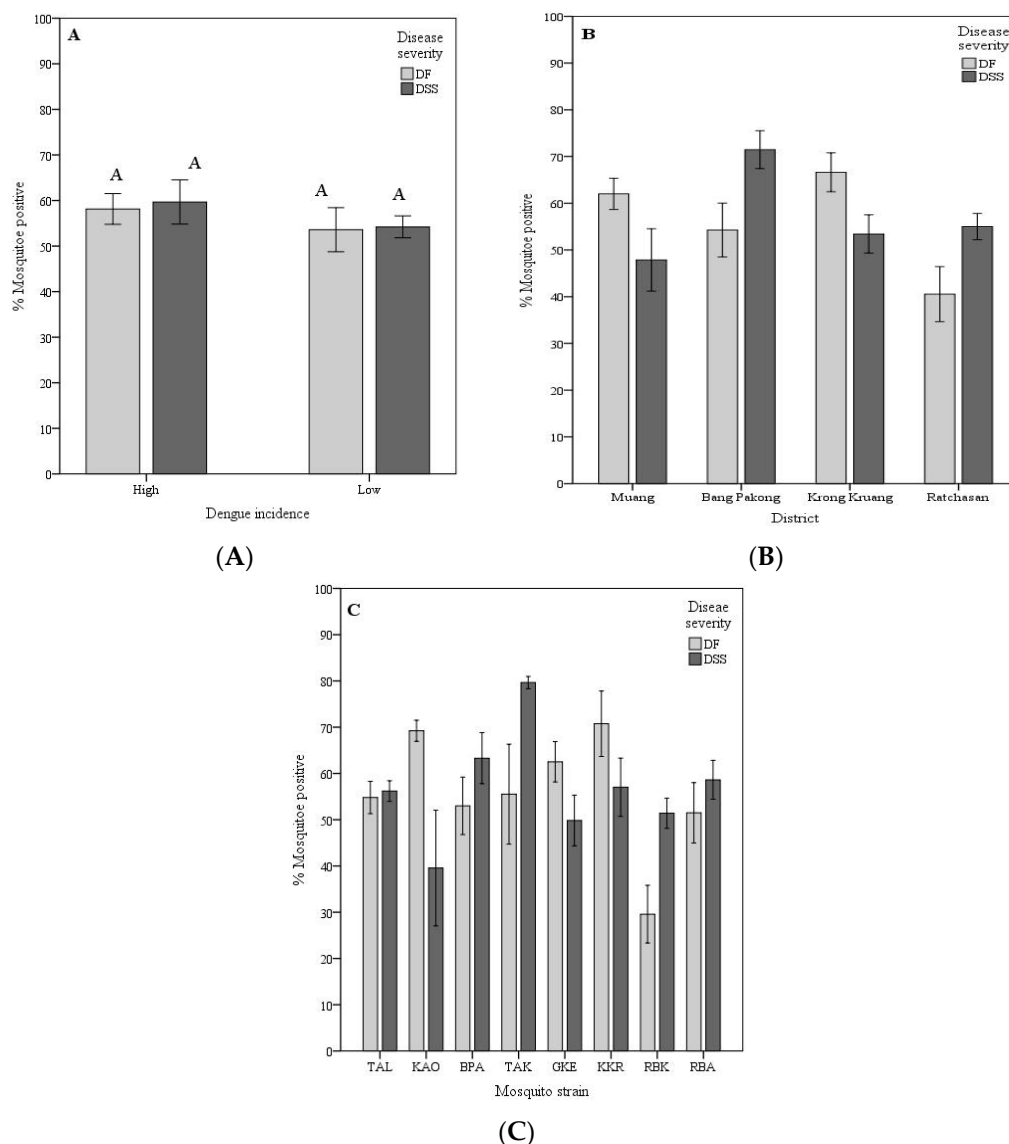 A
Disease
severity
DF
DSS
100
90
80
70
60
50
40
30
20
10
0
% Mosquitoe positive
A A A A
High Low
Dengue incidence
(A)
B
Disease
severity
DF
DSS
100
90
80
70
60
50
40
30
20
10
0
% Mosquitoe positive
Muang Bang Pakong Krong Kruang Ratchasan
District
(B)
C
Diseae
severity
DF
DSS
100
90
80
70
60
50
40
30
20
10
0
% Mosquitoe positive
TAL KAO BPA TAK GKE KKR RBK RBA
Mosquito strain
(C)